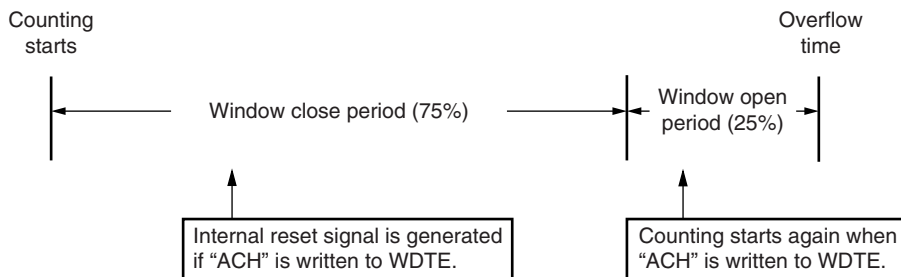 Counting
starts
Overflow
time
Window close period (75%)
Window open
period (25%)
Internal reset signal is generated
if “ACH” is written to WDTE.
Counting starts again when
“ACH” is written to WDTE.